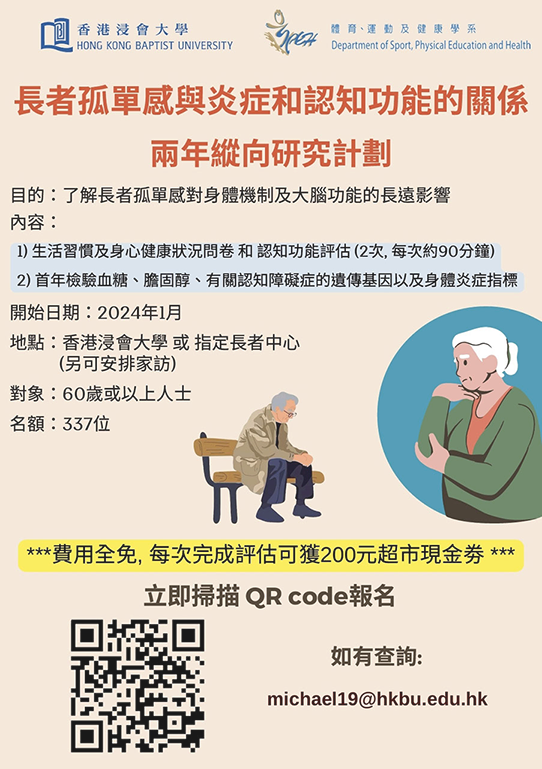 香港浸會大學
HONG KONG BAPTIST UNIVERSITY
SPEH
體育、運動及健康學系
Department of Sport, Physical Education and Health
長者孤單感與炎症和認知功能的關係
兩年縱向研究計劃
目的：了解長者孤單感對身體機制及大腦功能的長遠影響
內容：
1) 生活習慣及身心健康狀況問卷 和 認知功能評估 (2次, 每次約90分鐘)
2) 首年檢驗血糖、膽固醇、有關認知障礙症的遺傳基因以及身體炎症指標
開始日期：2024年1月
地點：香港浸會大學 或 指定長者中心
(另可安排家訪)
對象：60歲或以上人士
名額：337位
***費用全免, 每次完成評估可獲200元超市現金券 ***
立即掃描 QR code報名
如有查詢:
michael19@hkbu.edu.hk